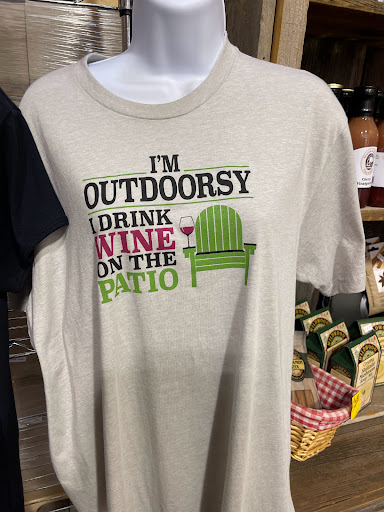 I'M
OUTDOORSY
I DRINK
WINE
ON THE
PATIO